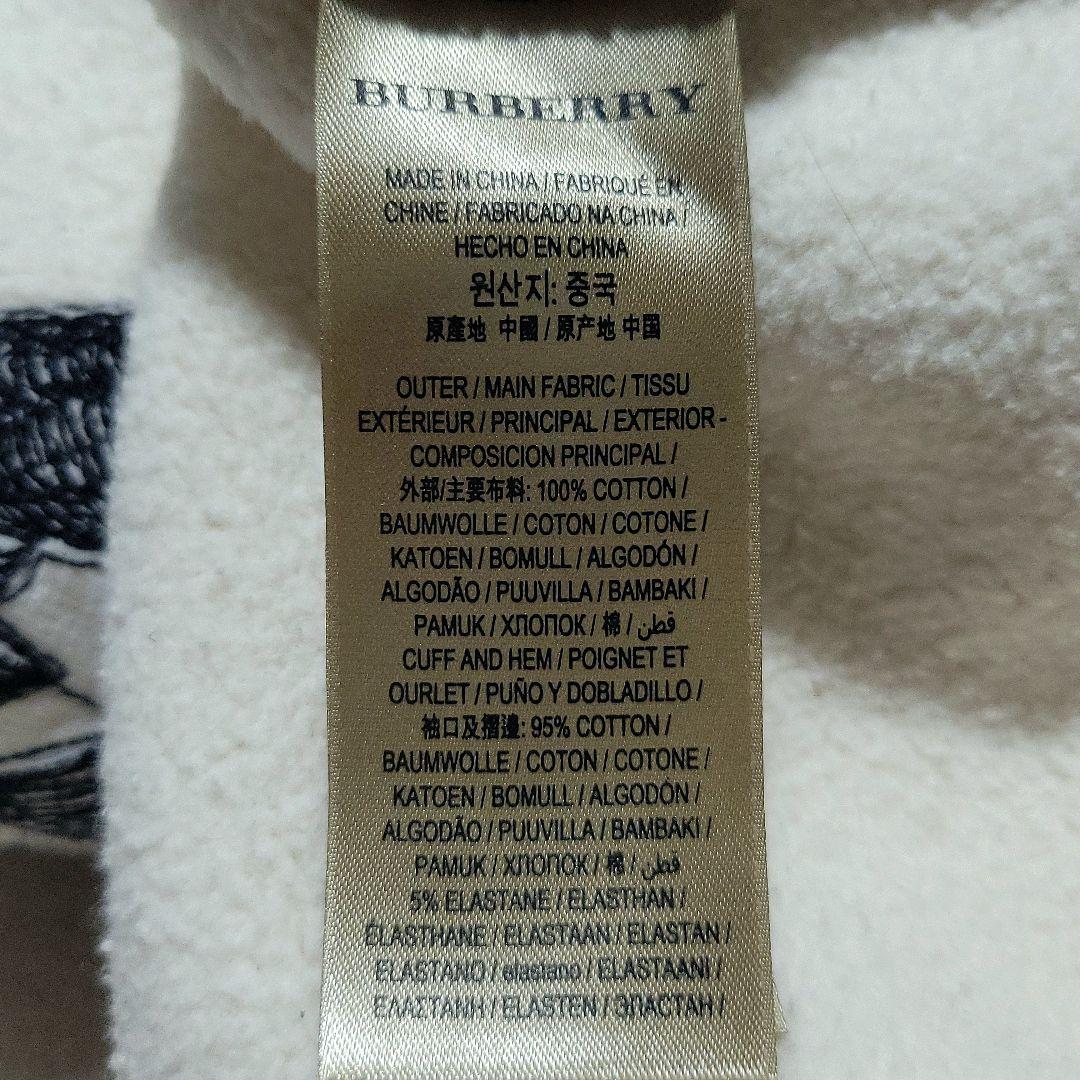 BURBERRY
MADE IN CHINA / FABRIQUÉ EN
CHINE / FABRICADO NA CHINA /
HECHO EN CHINA
원산지: 중국
原產地 中國 / 原产地 中国
OUTER / MAIN FABRIC / TISSU
EXTÉRIEUR / PRINCIPAL / EXTERIOR -
COMPOSICION PRINCIPAL /
外部/主要布料: 100% COTTON /
BAUMWOLLE / COTON / COTONE /
KATOEN / BOMULL / ALGODÓN /
ALGODÃO / PUUVILLA / BAMBAKI /
PAMUK / ХЛОПОК / 棉 / قطن
CUFF AND HEM / POIGNET ET
OURLET / PUÑO Y DOBLADILLO /
袖口及摺邊: 95% COTTON /
BAUMWOLLE / COTON / COTONE /
KATOEN / BOMULL / ALGODÓN /
ALGODÃO / PUUVILLA / BAMBAKI /
PAMUK / ХЛОПОК / 棉 / قطن
5% ELASTANE / ELASTHAN /
ÉLASTHANE / ELASTAAN / ELASTAN /
ELASTANO / elastano / ELASTAANI /
ΕΛΑΣΤΑΝΗ / ELASTEN / ЭЛАСТАН /